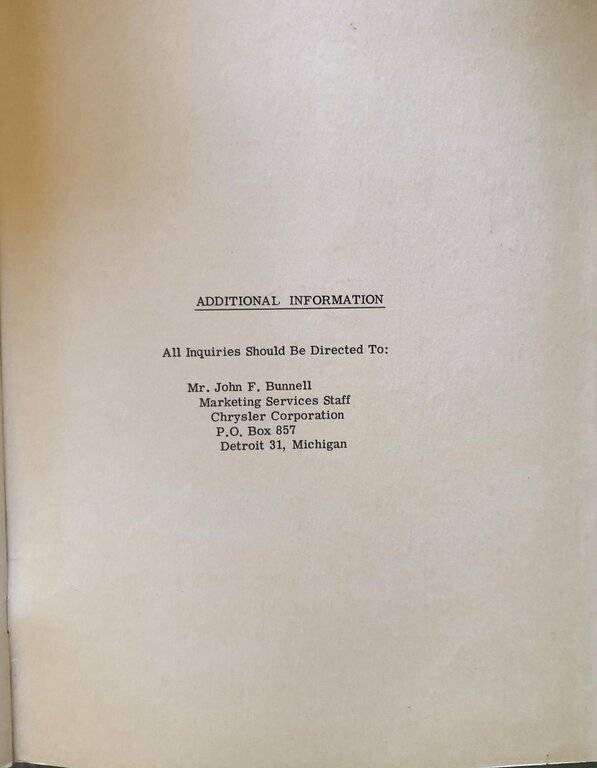 ADDITIONAL INFORMATION
All Inquiries Should Be Directed To:
Mr. John F. Bunnell
Marketing Services Staff
Chrysler Corporation
P.O. Box 857
Detroit 31, Michigan